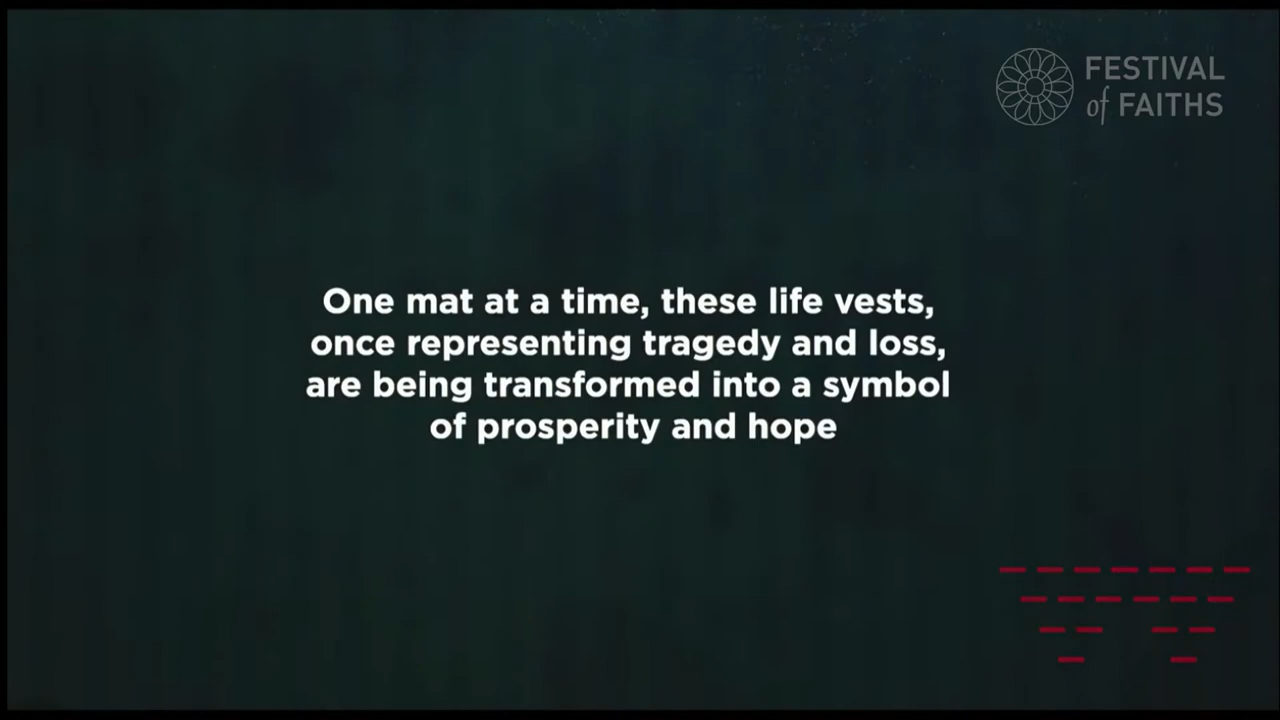 FESTIVAL
of FAITHS
One mat at a time, these life vests,
once representing tragedy and loss,
are being transformed into a symbol
of prosperity and hope